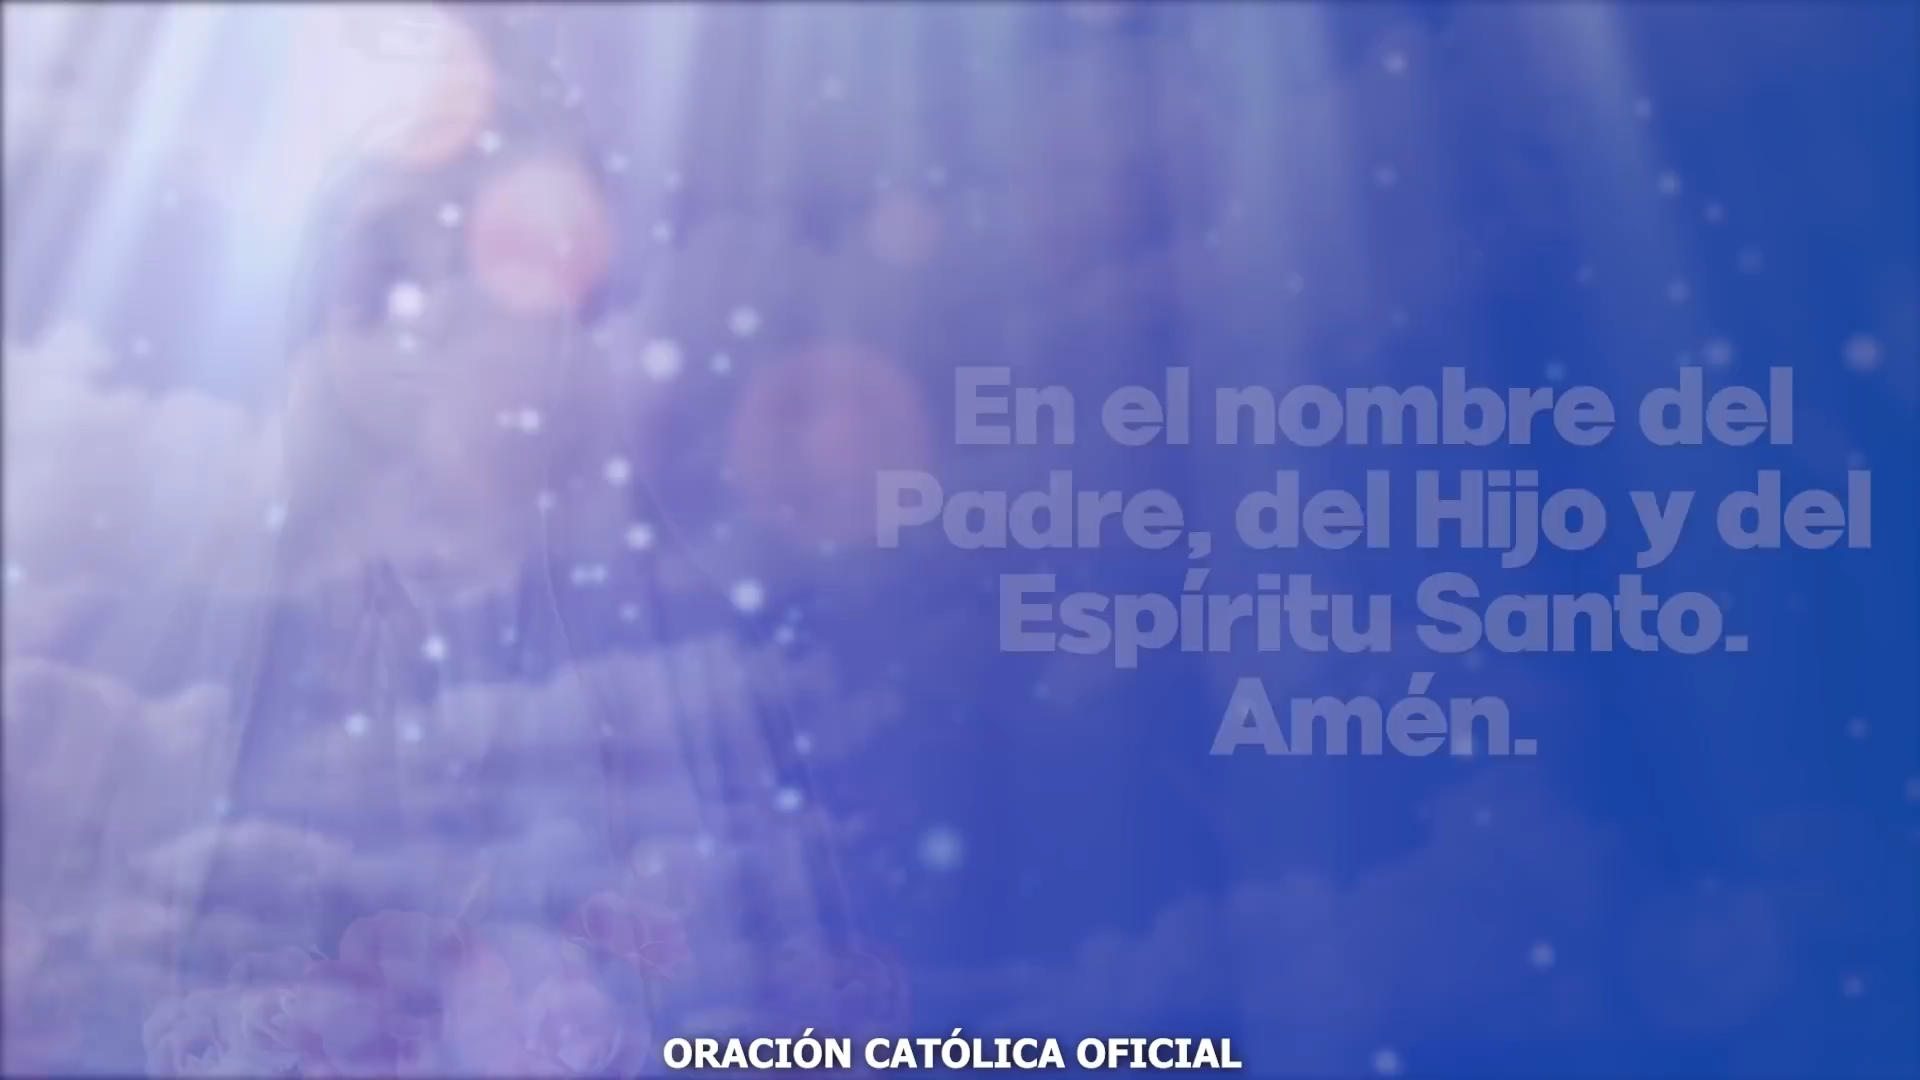 En el nombre del
Padre, del Hijo y del
Espíritu Santo.
Amén.
ORACIÓN CATÓLICA OFICIAL